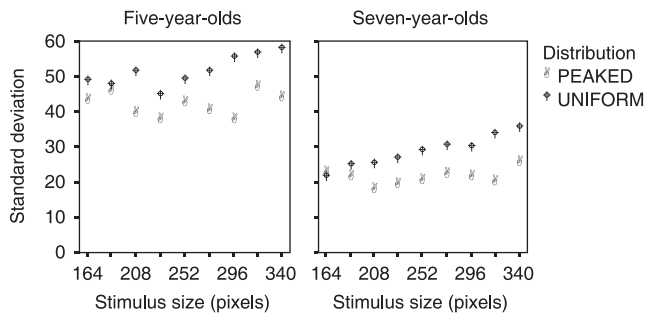 Five-year-olds Seven-year-olds
60
50
40
30
20
10
0
Standard deviation
Distribution
PEAKED
UNIFORM
164 208 252 296 340 164 208 252 296 340
Stimulus size (pixels) Stimulus size (pixels)